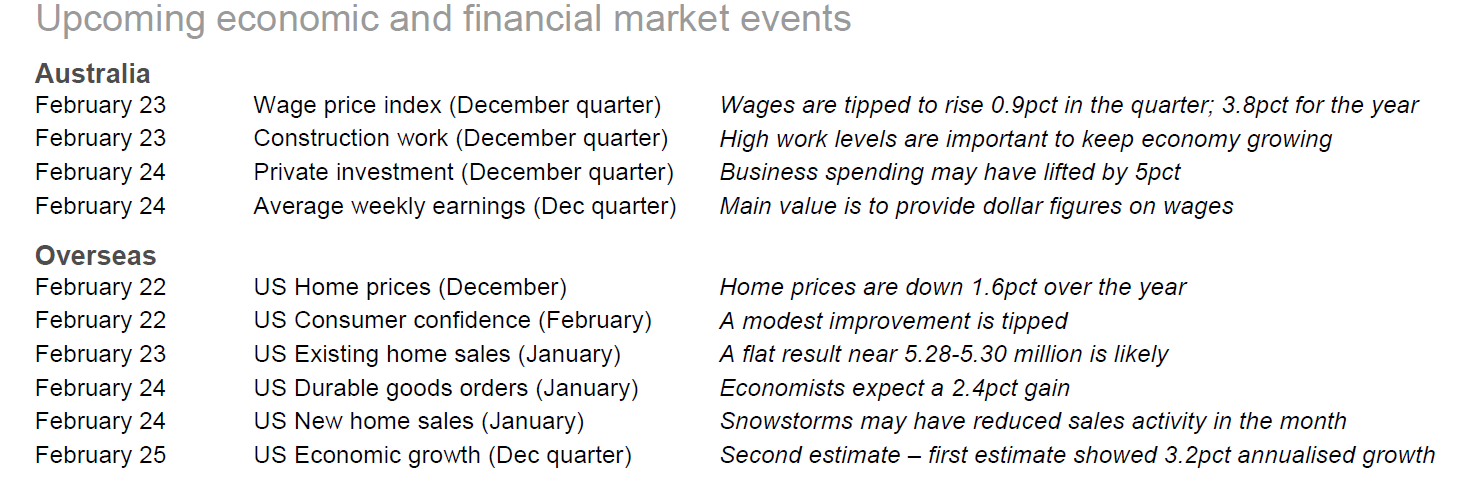 Upcoming economic and financial market events
Australia
February 23 Wage price index (December quarter) Wages are tipped to rise 0.9pct in the quarter; 3.8pct for the year
February 23 Construction work (December quarter) High work levels are important to keep economy growing
February 24 Private investment (December quarter) Business spending may have lifted by 5pct
February 24 Average weekly earnings (Dec quarter) Main value is to provide dollar figures on wages
Overseas
February 22 US Home prices (December) Home prices are down 1.6pct over the year
February 22 US Consumer confidence (February) A modest improvement is tipped
February 23 US Existing home sales (January) A flat result near 5.28-5.30 million is likely
February 24 US Durable goods orders (January) Economists expect a 2.4pct gain
February 24 US New home sales (January) Snowstorms may have reduced sales activity in the month
February 25 US Economic growth (Dec quarter) Second estimate – first estimate showed 3.2pct annualised growth